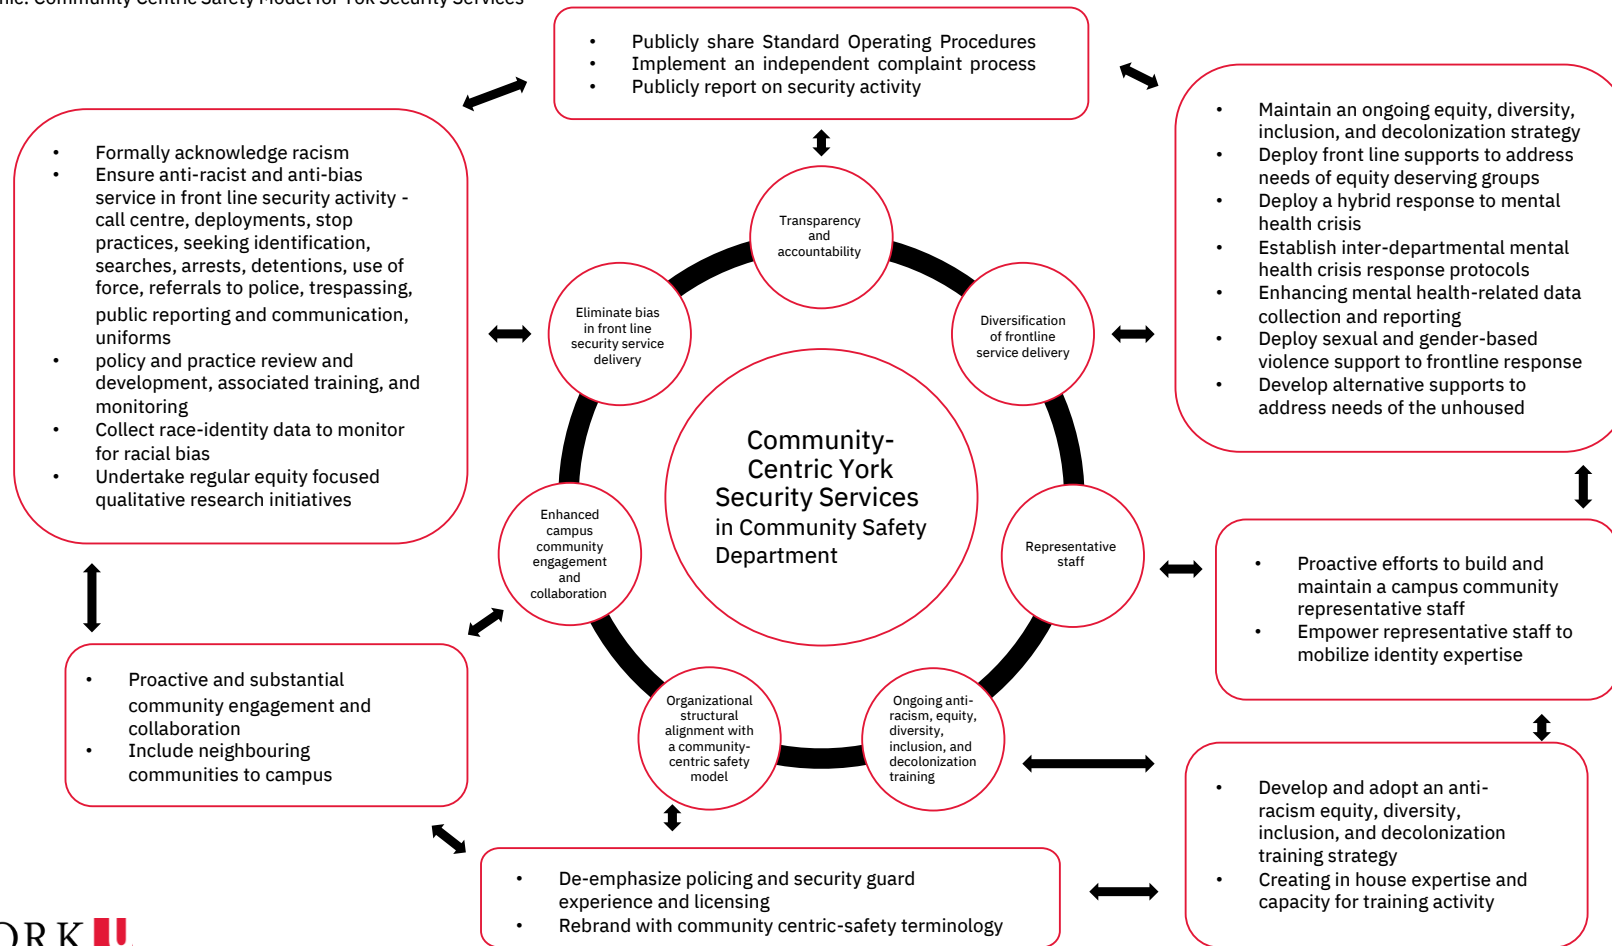 Community Centric Safety Model for York Security Services
• Publicly share Standard Operating Procedures
• Implement an independent complaint process
• Publicly report on security activity
• Formally acknowledge racism
• Ensure anti-racist and anti-bias
service in front line security activity -
call centre, deployments, stop
practices, seeking identification,
searches, arrests, detentions, use of
force, referrals to police, trespassing,
public reporting and communication,
uniforms
• policy and practice review and
development, associated training, and
monitoring
• Collect race-identity data to monitor
for racial bias
• Undertake regular equity focused
qualitative research initiatives
• Maintain an ongoing equity, diversity,
inclusion, and decolonization strategy
• Deploy front line supports to address
needs of equity deserving groups
• Deploy a hybrid response to mental
health crisis
• Establish inter-departmental mental
health crisis response protocols
• Enhancing mental health-related data
collection and reporting
• Deploy sexual and gender-based
violence support to frontline response
• Develop alternative supports to
address needs of the unhoused
Transparency
and
accountability
Eliminate bias
in front line
security service
delivery
Diversification
of frontline
service delivery
Community-
Centric York
Security Services
in Community Safety
Department
Enhanced
campus
community
engagement
and
collaboration
Representative
staff
Organizational
structural
alignment with
a community-
centric safety
model
Ongoing anti-
racism, equity,
diversity,
inclusion, and
decolonization
training
• Proactive efforts to build and
maintain a campus community
representative staff
• Empower representative staff to
mobilize identity expertise
• Proactive and substantial
community engagement and
collaboration
• Include neighbouring
communities to campus
• Develop and adopt an anti-
racism equity, diversity,
inclusion, and decolonization
training strategy
• Creating in house expertise and
capacity for training activity
• De-emphasize policing and security guard
experience and licensing
• Rebrand with community centric-safety terminology
ORK U